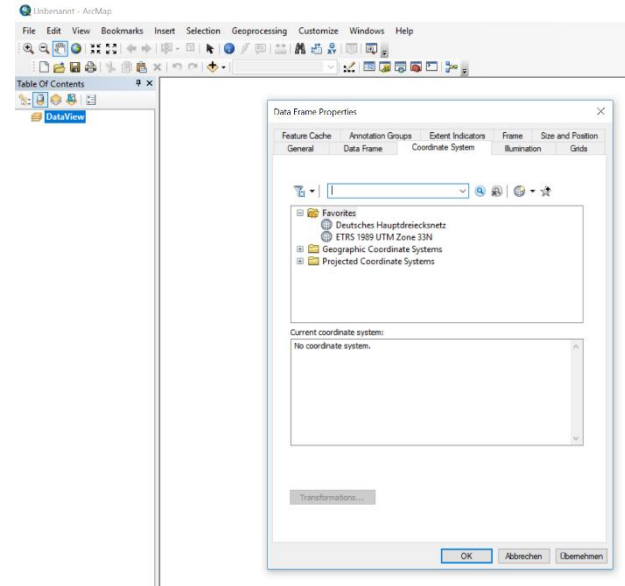 Unbenannt - ArcMap
File Edit View Bookmarks Insert Selection Geoprocessing Customize Windows Help
Table Of Contents
DataView
Data Frame Properties
Feature Cache Annotation Groups Extent Indicators Frame Size and Position
General Data Frame Coordinate System Illumination Grids
Favorites
Deutsches Hauptdreiecksnetz
ETRS 1989 UTM Zone 33N
Geographic Coordinate Systems
Projected Coordinate Systems
Current coordinate system:
No coordinate system.
Transformations...
OK Abbrechen Übernehmen